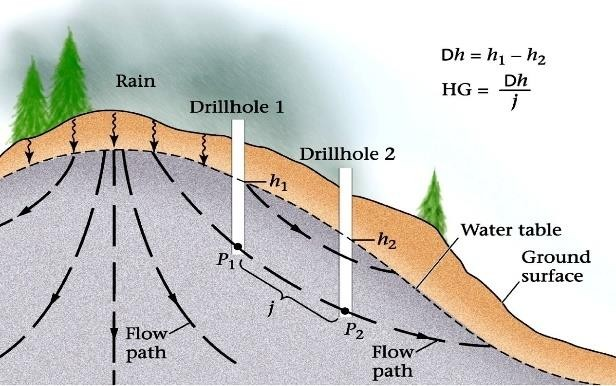 Dh = h₁ – h₂
HG = Dh
j
Rain
Drillhole 1
Drillhole 2
h₁
h₂
Water table
Ground
surface
P₁
j
P₂
Flow
path
Flow
path